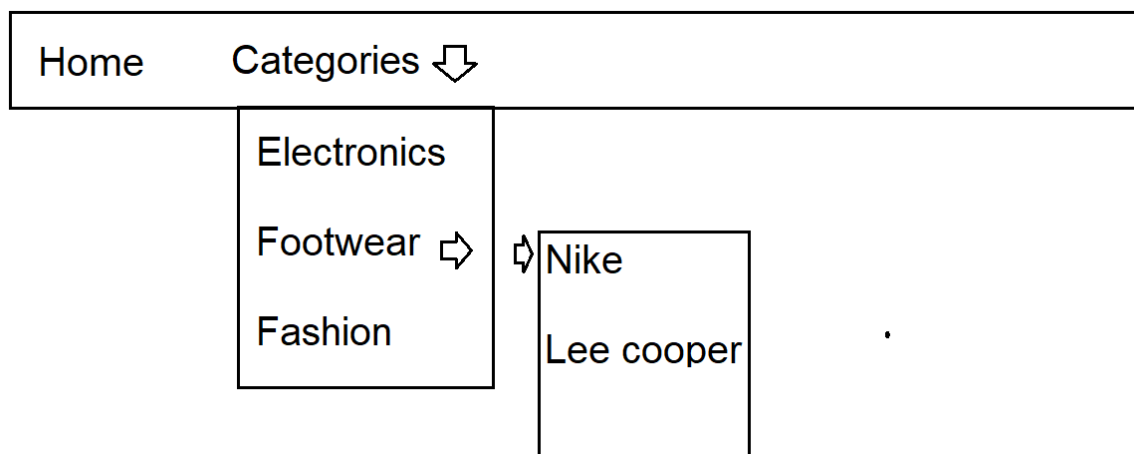 Home Categories
Electronics
Footwear
Fashion
Nike
Lee cooper